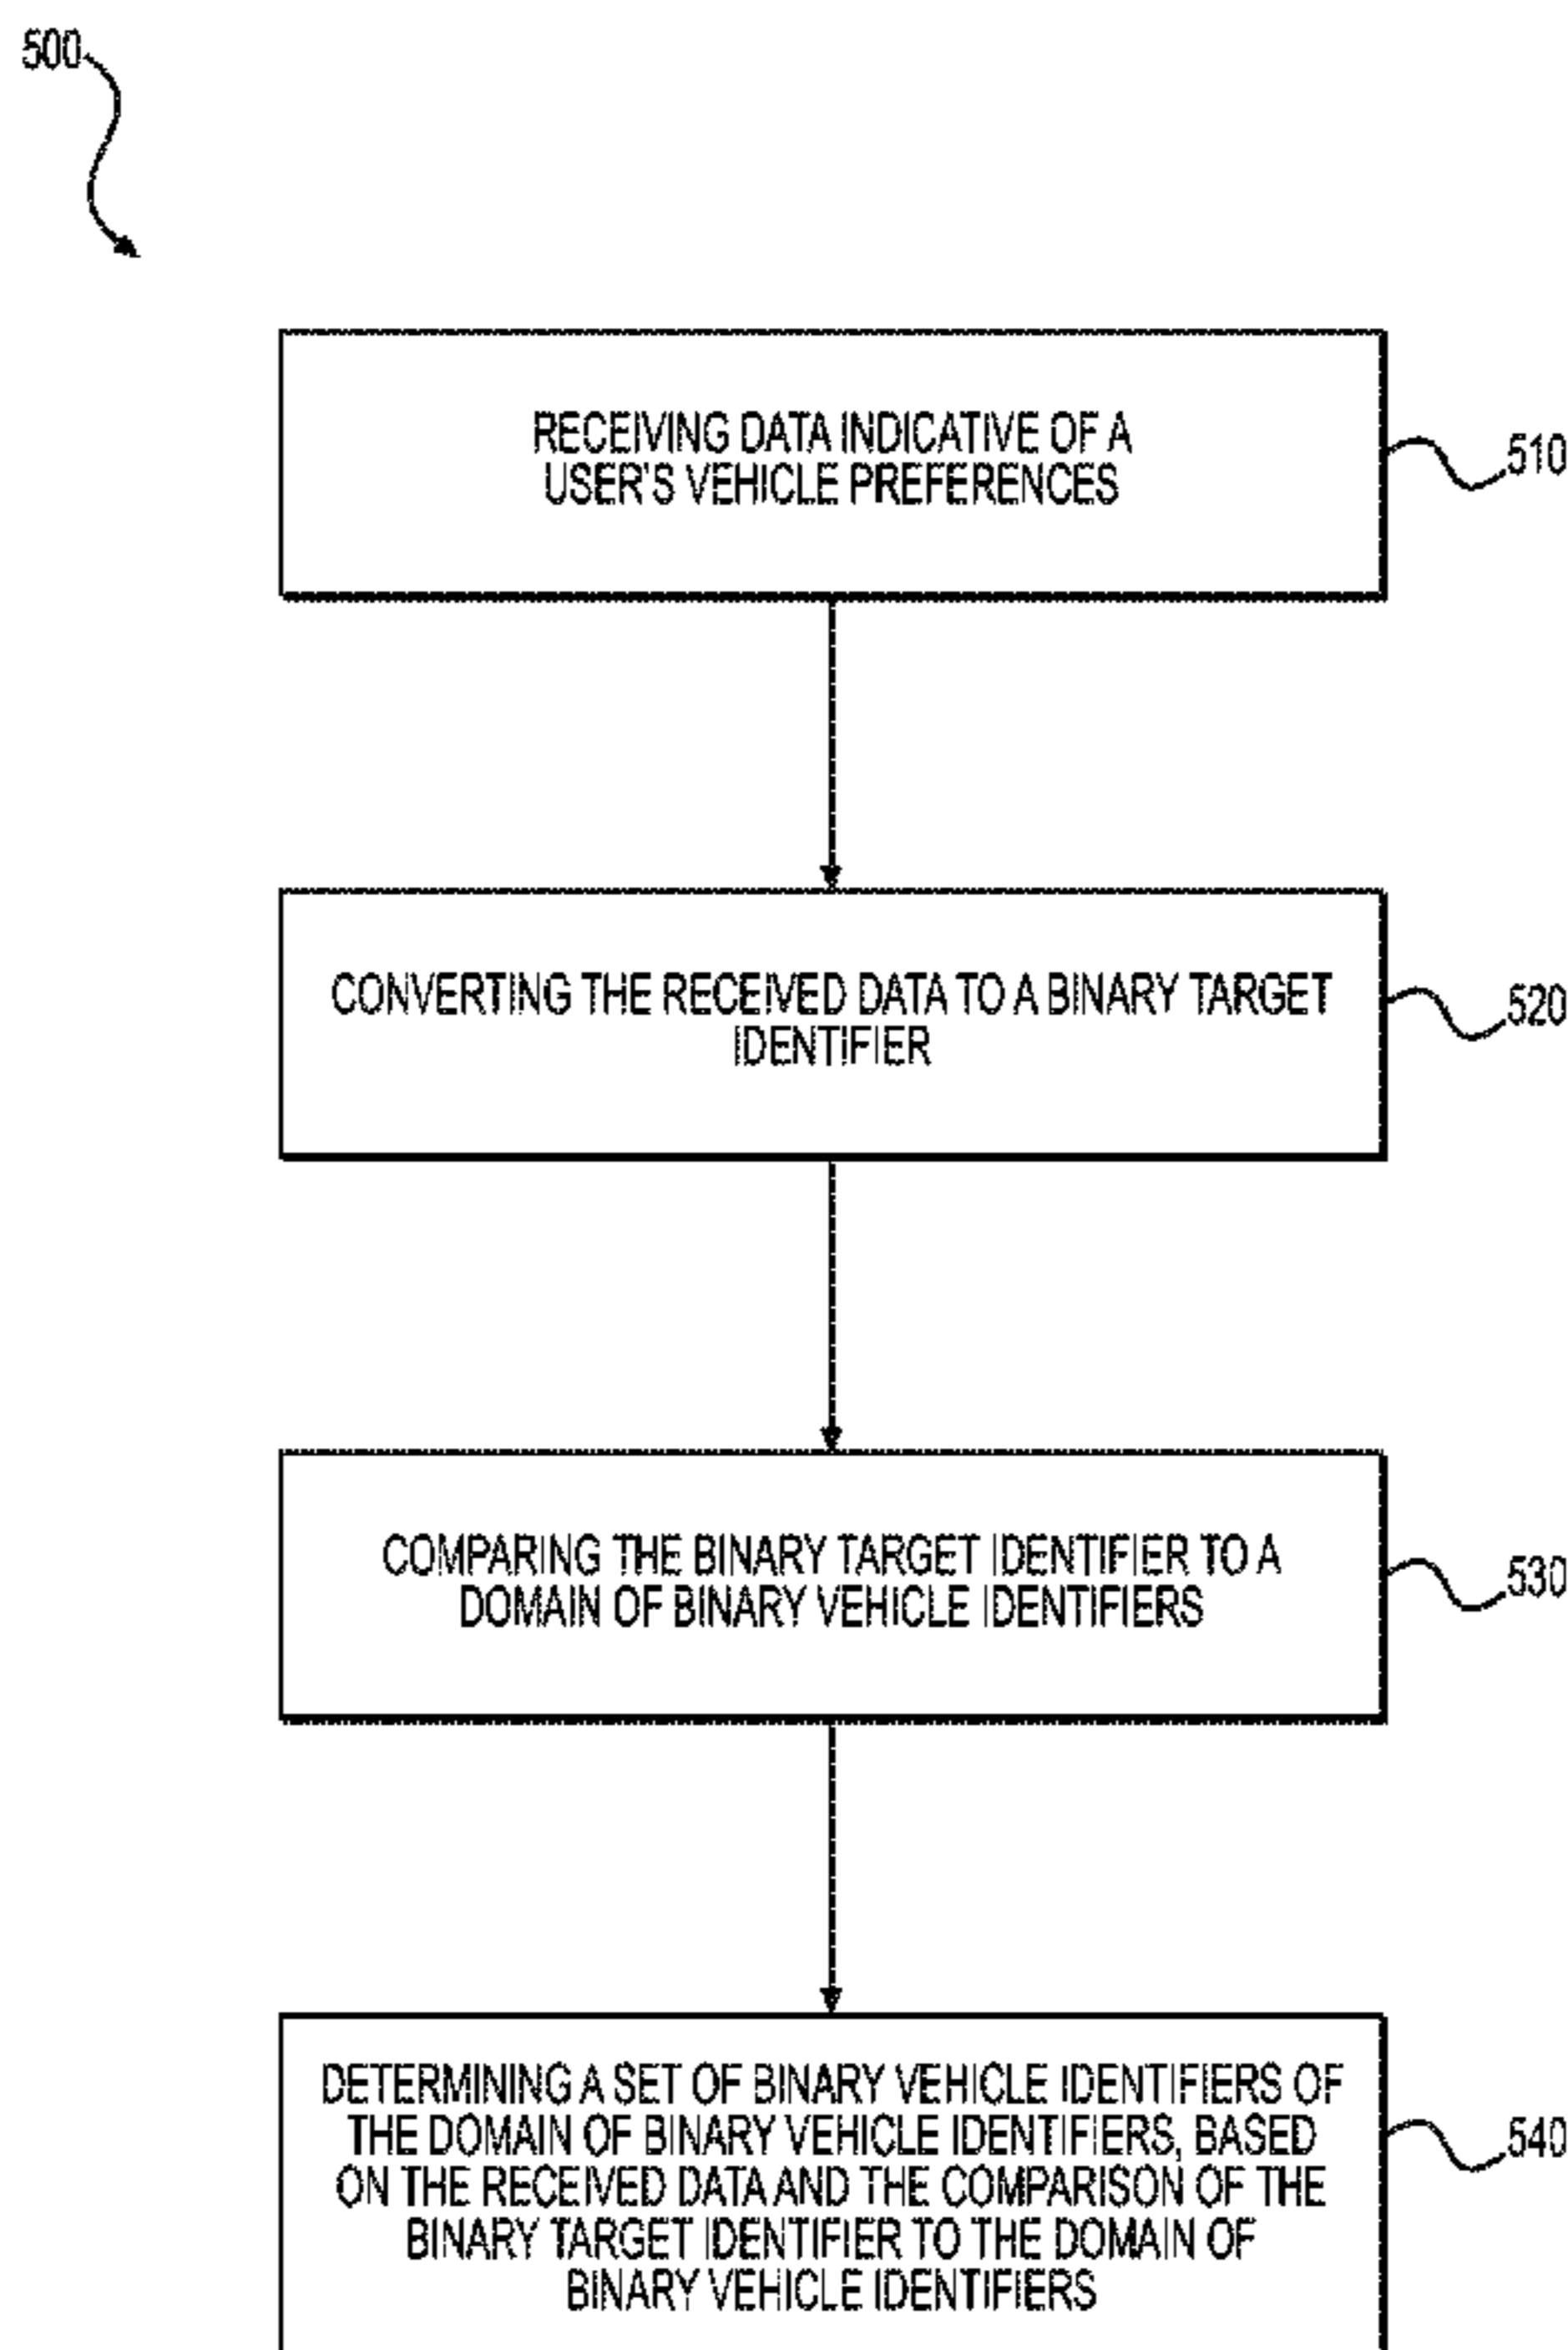 500
RECEIVING DATA INDICATIVE OF A
USER'S VEHICLE PREFERENCES
510
CONVERTING THE RECEIVED DATA TO A BINARY TARGET
IDENTIFIER
520
COMPARING THE BINARY TARGET IDENTIFIER TO A
DOMAIN OF BINARY VEHICLE IDENTIFIERS
530
DETERMINING A SET OF BINARY VEHICLE IDENTIFIERS OF
THE DOMAIN OF BINARY VEHICLE IDENTIFIERS, BASED
ON THE RECEIVED DATA AND THE COMPARISON OF THE
BINARY TARGET IDENTIFIER TO THE DOMAIN OF
BINARY VEHICLE IDENTIFIERS
540